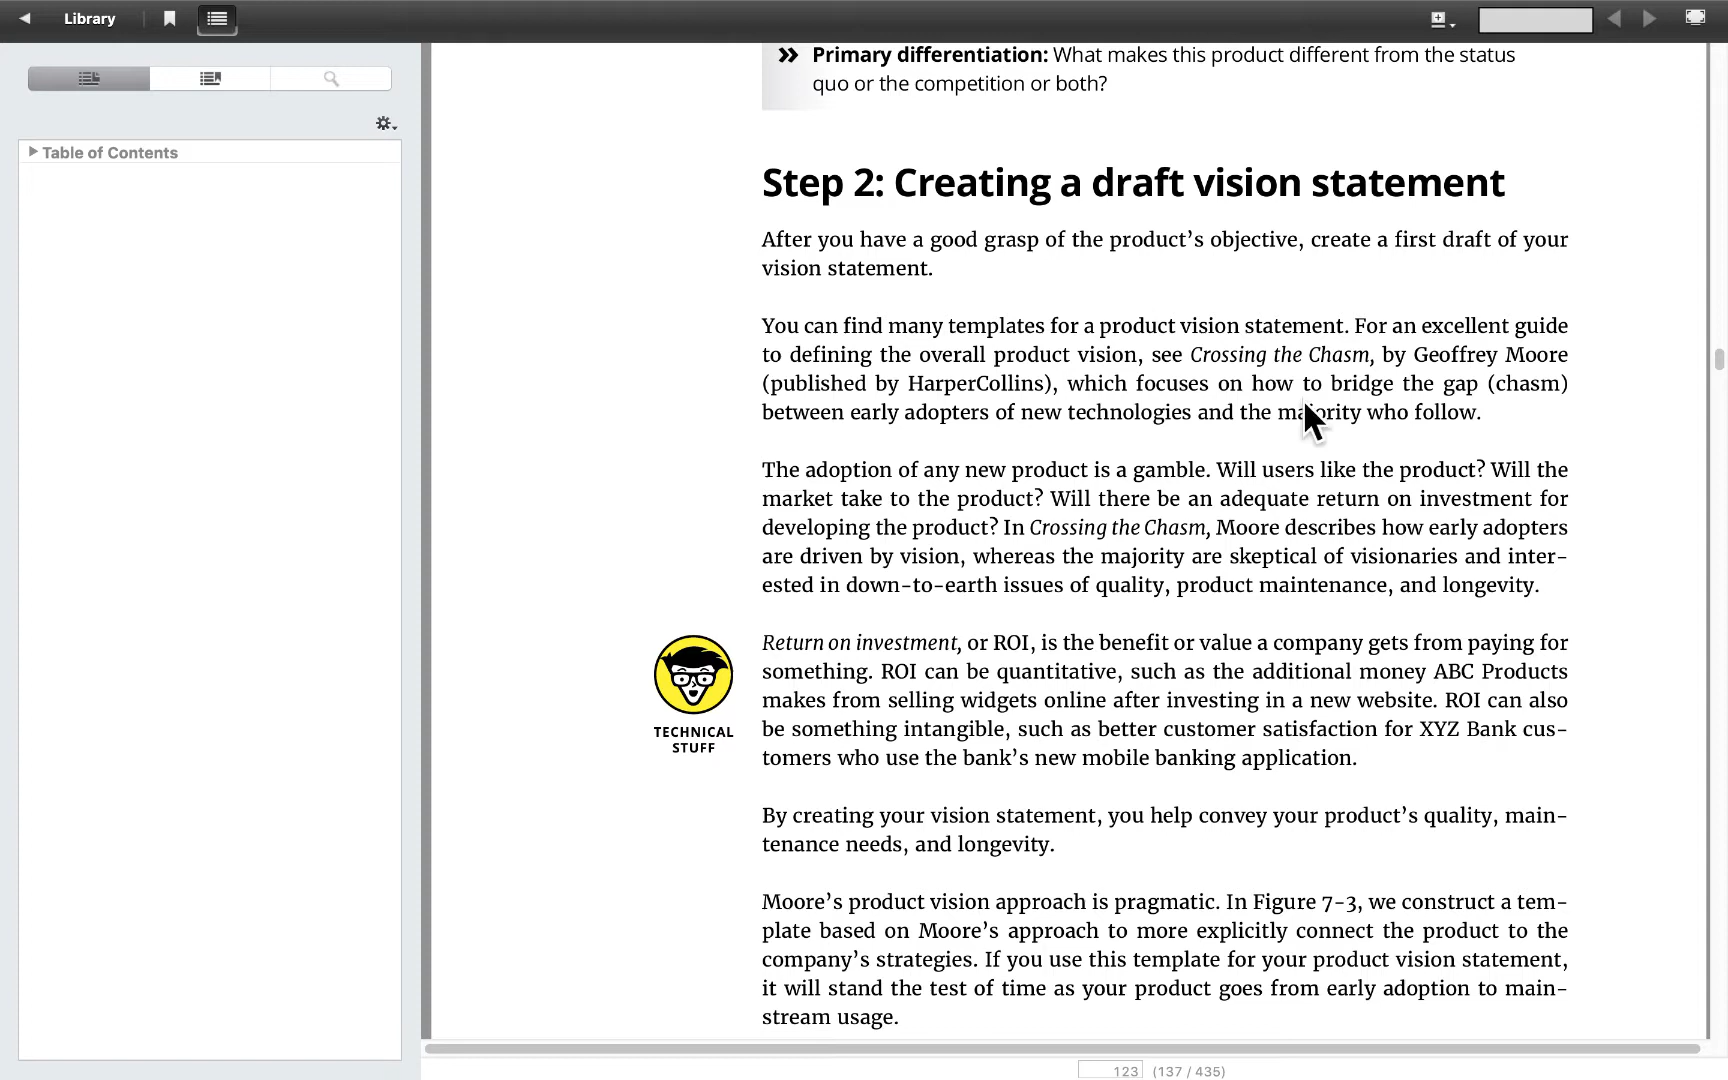 Library
Table of Contents
Primary differentiation: What makes this product different from the status
quo or the competition or both?
Step 2: Creating a draft vision statement
After you have a good grasp of the product’s objective, create a first draft of your
vision statement.
You can find many templates for a product vision statement. For an excellent guide
to defining the overall product vision, see Crossing the Chasm, by Geoffrey Moore
(published by HarperCollins), which focuses on how to bridge the gap (chasm)
between early adopters of new technologies and the majority who follow.
The adoption of any new product is a gamble. Will users like the product? Will the
market take to the product? Will there be an adequate return on investment for
developing the product? In Crossing the Chasm, Moore describes how early adopters
are driven by vision, whereas the majority are skeptical of visionaries and inter-
ested in down-to-earth issues of quality, product maintenance, and longevity.
TECHNICAL
STUFF
Return on investment, or ROI, is the benefit or value a company gets from paying for
something. ROI can be quantitative, such as the additional money ABC Products
makes from selling widgets online after investing in a new website. ROI can also
be something intangible, such as better customer satisfaction for XYZ Bank cus-
tomers who use the bank’s new mobile banking application.
By creating your vision statement, you help convey your product’s quality, main-
tenance needs, and longevity.
Moore’s product vision approach is pragmatic. In Figure 7-3, we construct a tem-
plate based on Moore’s approach to more explicitly connect the product to the
company’s strategies. If you use this template for your product vision statement,
it will stand the test of time as your product goes from early adoption to main-
stream usage.
123 (137 / 435)